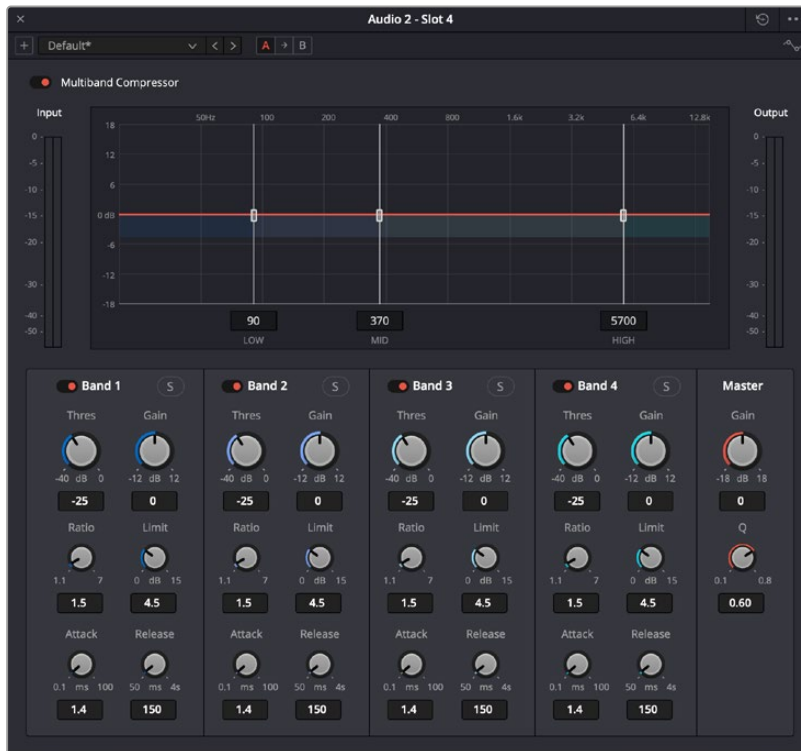 Audio 2 - Slot 4
Default*
A
B
Multiband Compressor
Input
Output
50Hz 100 200 400 800 1.6k 3.2k 6.4k 12.8k
18
12
6
0 dB
-6
-12
-18
0
-5
-10
-15
-20
-30
-40
-50
0
-5
-10
-15
-20
-30
-40
-50
90 370 5700
LOW MID HIGH
Band 1 S Band 2 S Band 3 S Band 4 S Master
Thres Gain Thres Gain Thres Gain Thres Gain Gain
-40 dB 0 -12 dB 12 -40 dB 0 -12 dB 12 -40 dB 0 -12 dB 12 -40 dB 0 -12 dB 12 -18 dB 18
-25 0 -25 0 -25 0 -25 0 0
Ratio Limit Ratio Limit Ratio Limit Ratio Limit Q
1.1 7 0 dB 15 1.1 7 0 dB 15 1.1 7 0 dB 15 1.1 7 0 dB 15 0.1 0.8
1.5 4.5 1.5 4.5 1.5 4.5 1.5 4.5 0.60
Attack Release Attack Release Attack Release Attack Release
0.1 ms 100 50 ms 4s 0.1 ms 100 50 ms 4s 0.1 ms 100 50 ms 4s 0.1 ms 100 50 ms 4s
1.4 150 1.4 150 1.4 150 1.4 150